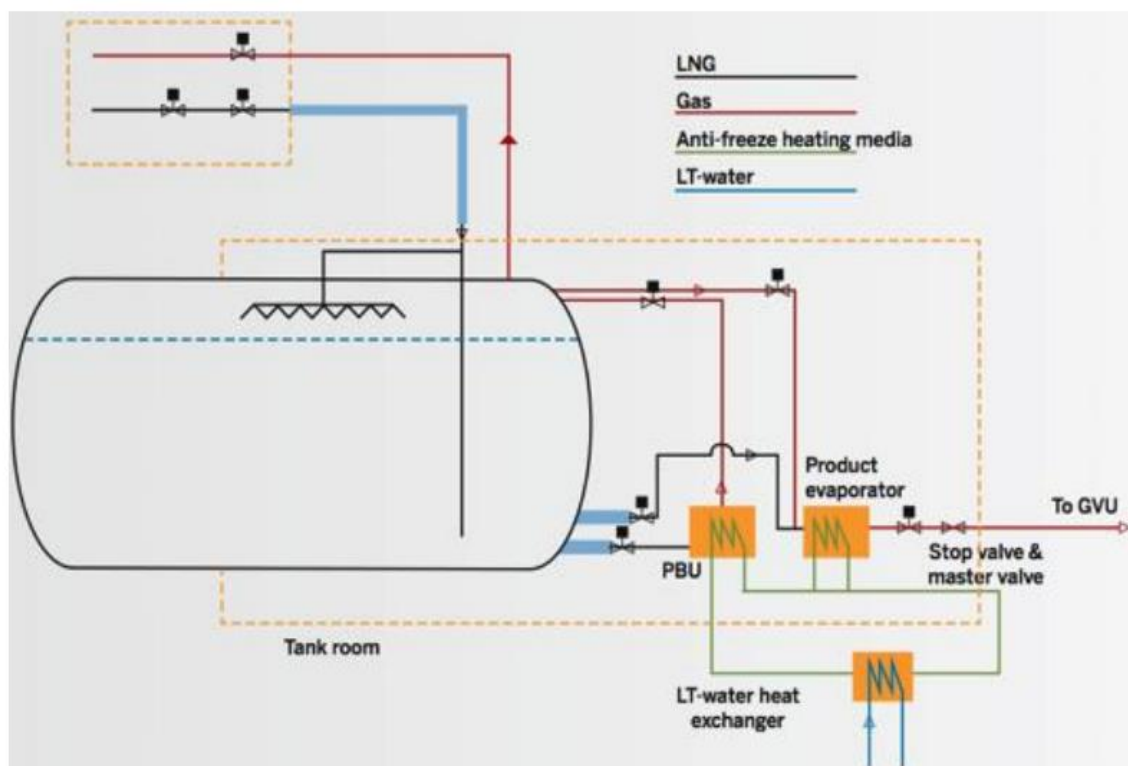 LNG
Gas
Anti-freeze heating media
LT-water
Product
evaporator
To GVU
Stop valve &
master valve
PBU
Tank room
LT-water heat
exchanger